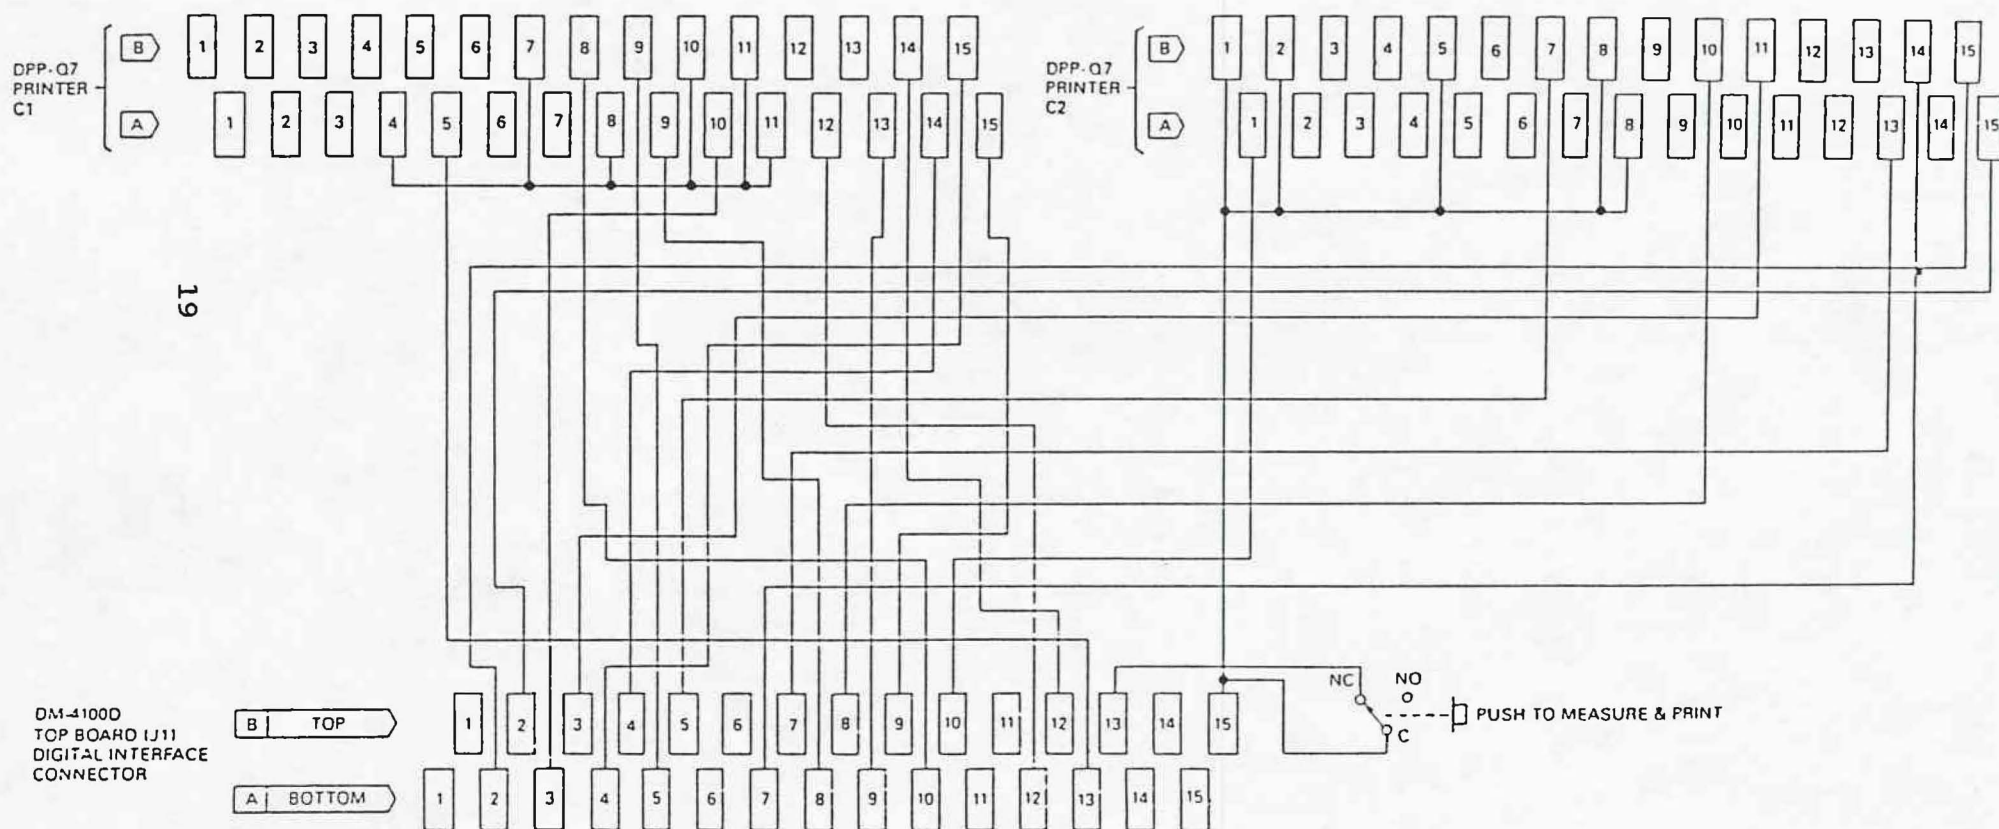 DPP-Q7
PRINTER
C1
B
1 2 3 4 5 6 7 8 9 10 11 12 13 14 15
A
1 2 3 4 5 6 7 8 9 10 11 12 13 14 15
DPP-Q7
PRINTER
C2
B
1 2 3 4 5 6 7 8 9 10 11 12 13 14 15
A
1 2 3 4 5 6 7 8 9 10 11 12 13 14 15
19
DM-4100D
TOP BOARD (J1)
DIGITAL INTERFACE
CONNECTOR
B TOP
1 2 3 4 5 6 7 8 9 10 11 12 13 14 15
A BOTTOM
1 2 3 4 5 6 7 8 9 10 11 12 13 14 15
NC
NO
C
PUSH TO MEASURE & PRINT